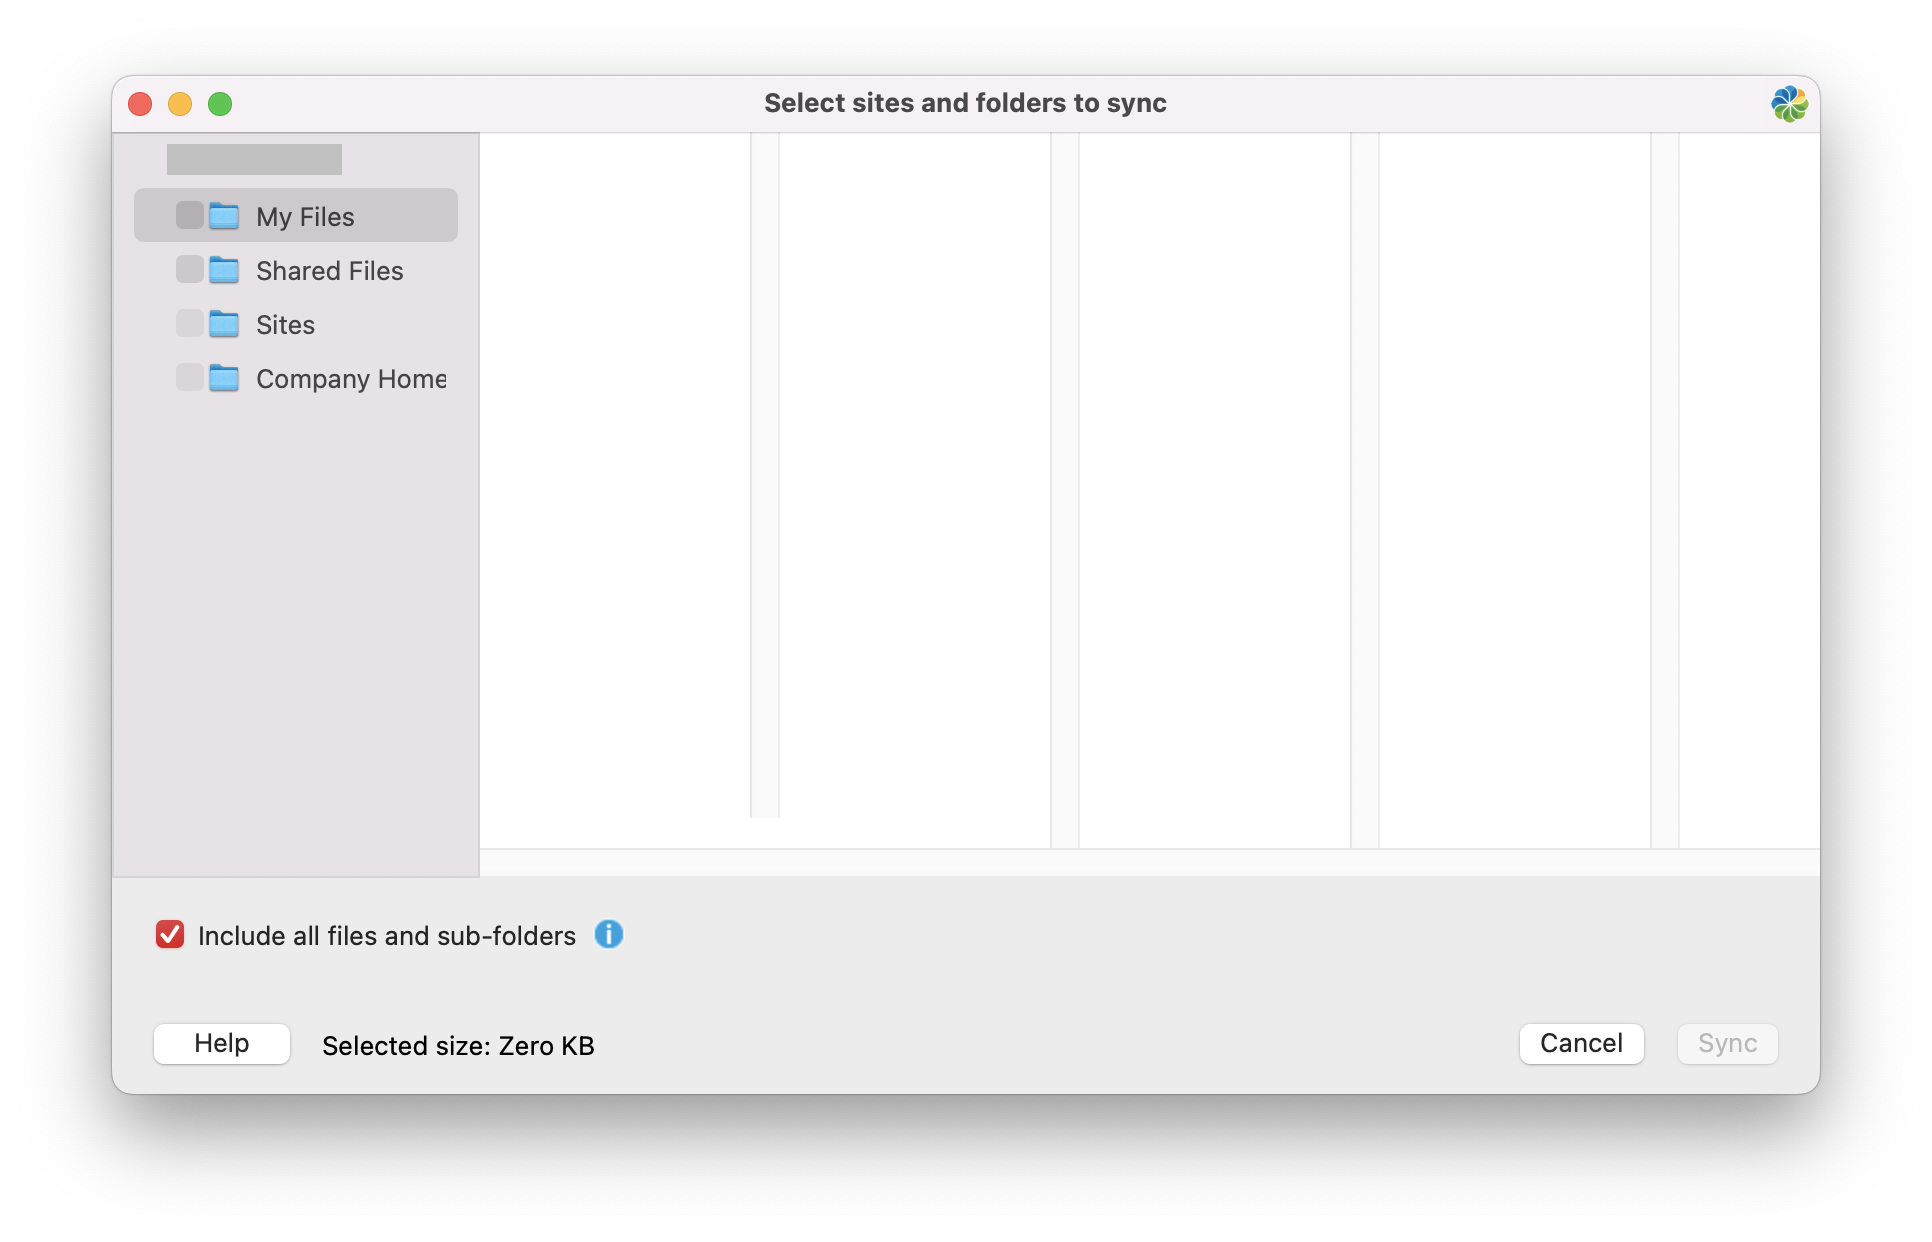 Select sites and folders to sync
My Files
Shared Files
Sites
Company Home
Include all files and sub-folders
Help
Selected size: Zero KB
Cancel
Sync